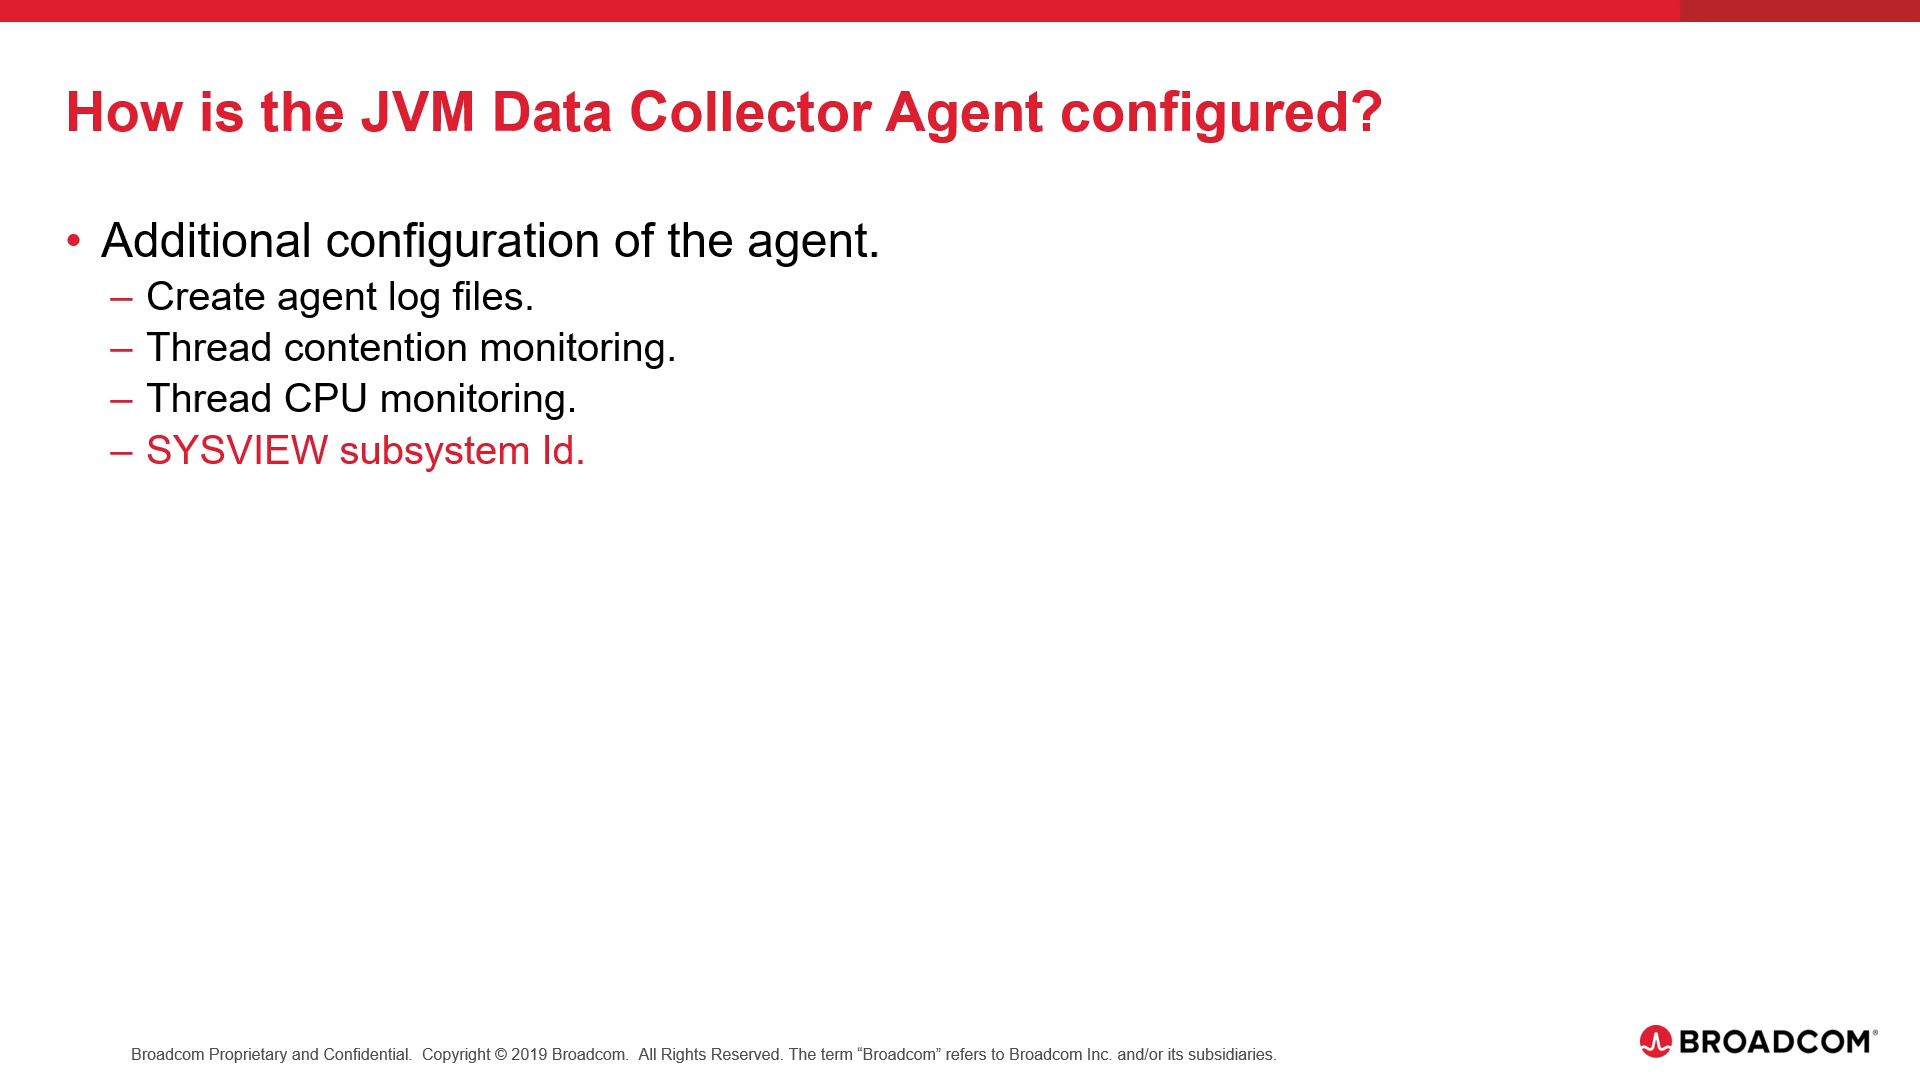 How is the JVM Data Collector Agent configured?
• Additional configuration of the agent.
– Create agent log files.
– Thread contention monitoring.
– Thread CPU monitoring.
– SYSVIEW subsystem Id.
Broadcom Proprietary and Confidential.  Copyright © 2019 Broadcom.  All Rights Reserved. The term “Broadcom” refers to Broadcom Inc. and/or its subsidiaries.
BROADCOM®